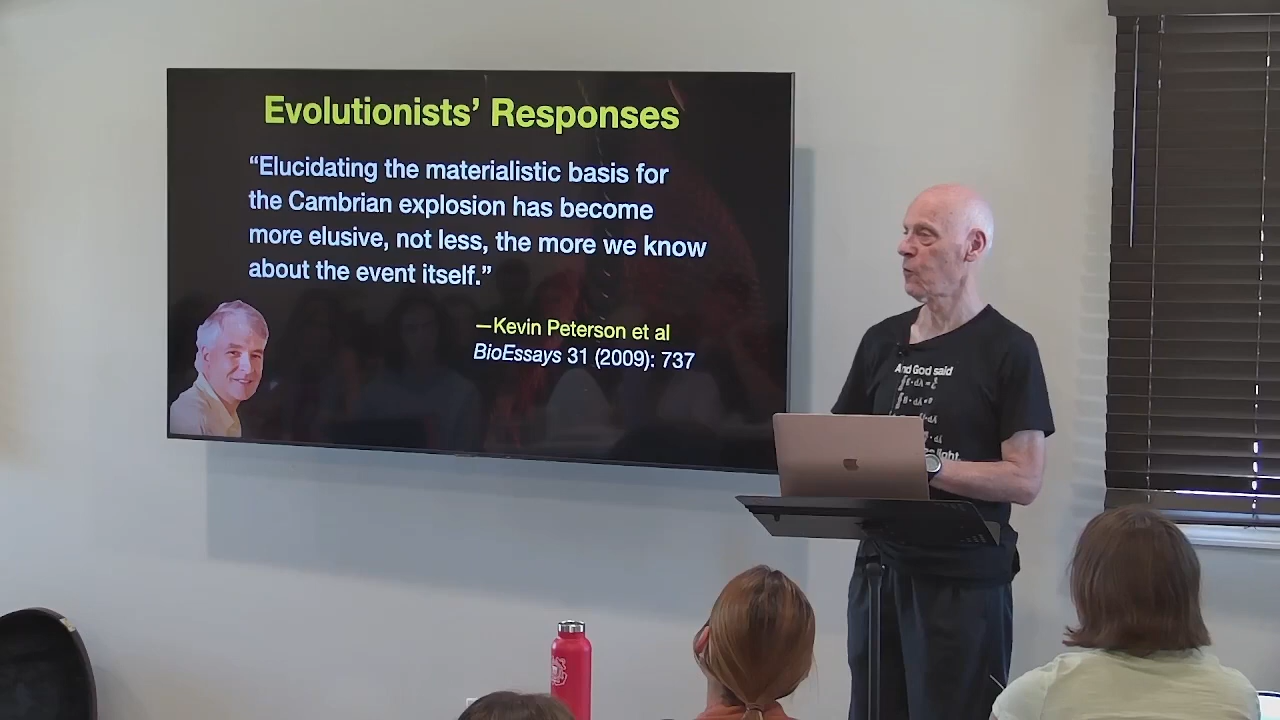 Evolutionists’ Responses
“Elucidating the materialistic basis for
the Cambrian explosion has become
more elusive, not less, the more we know
about the event itself.”
—Kevin Peterson et al
BioEssays 31 (2009): 737
And God said
light.